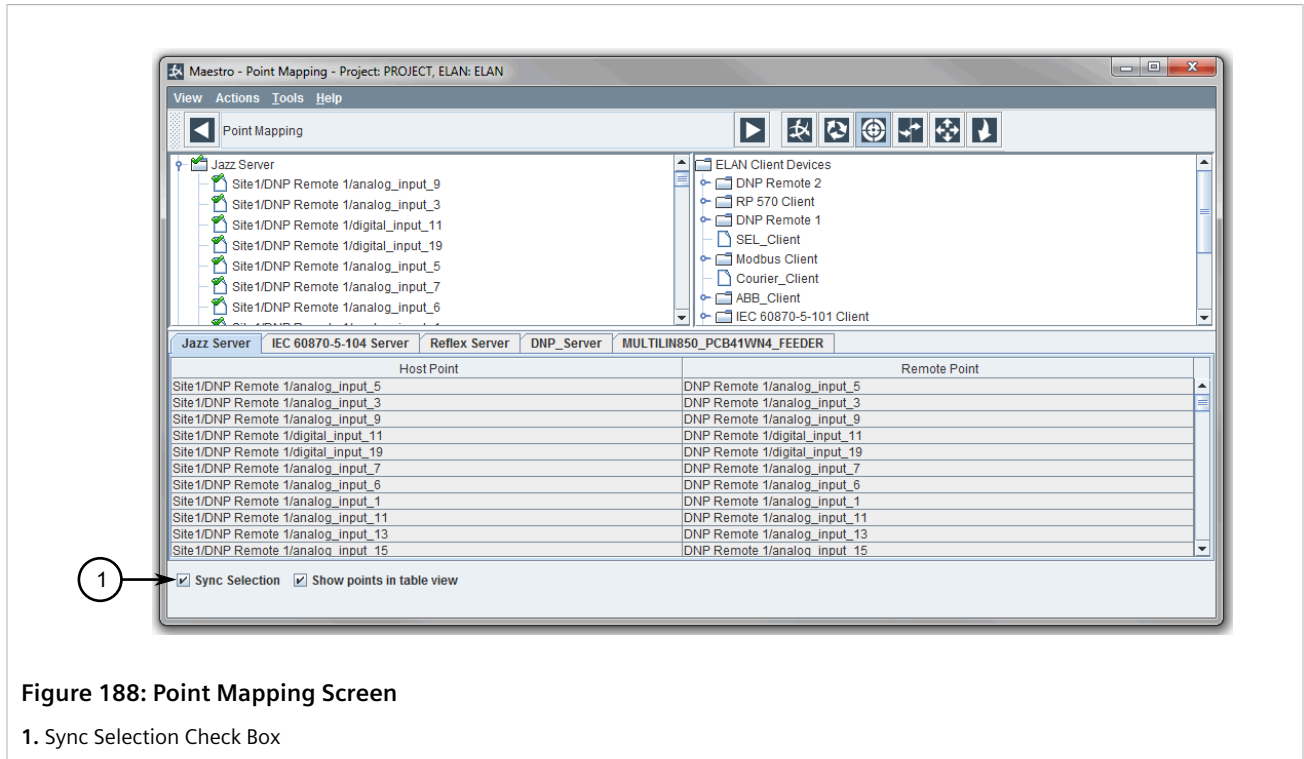 Maestro - Point Mapping - Project: PROJECT, ELAN: ELAN
View Actions Tools Help
Point Mapping
Jazz Server
Site1/DNP Remote 1/analog_input_9
Site1/DNP Remote 1/analog_input_3
Site1/DNP Remote 1/digital_input_11
Site1/DNP Remote 1/digital_input_19
Site1/DNP Remote 1/analog_input_5
Site1/DNP Remote 1/analog_input_7
Site1/DNP Remote 1/analog_input_6
ELAN Client Devices
DNP Remote 2
RP 570 Client
DNP Remote 1
SEL_Client
Modbus Client
Courier_Client
ABB_Client
IEC 60870-5-101 Client
Jazz Server IEC 60870-5-104 Server Reflex Server DNP_Server MULTILIN850_PCB41WN4_FEEDER
Host Point Remote Point
Site1/DNP Remote 1/analog_input_5 DNP Remote 1/analog_input_5
Site1/DNP Remote 1/analog_input_3 DNP Remote 1/analog_input_3
Site1/DNP Remote 1/analog_input_9 DNP Remote 1/analog_input_9
Site1/DNP Remote 1/digital_input_11 DNP Remote 1/digital_input_11
Site1/DNP Remote 1/digital_input_19 DNP Remote 1/digital_input_19
Site1/DNP Remote 1/analog_input_7 DNP Remote 1/analog_input_7
Site1/DNP Remote 1/analog_input_6 DNP Remote 1/analog_input_6
Site1/DNP Remote 1/analog_input_1 DNP Remote 1/analog_input_1
Site1/DNP Remote 1/analog_input_11 DNP Remote 1/analog_input_11
Site1/DNP Remote 1/analog_input_13 DNP Remote 1/analog_input_13
Site1/DNP Remote 1/analog_input_15 DNP Remote 1/analog_input_15
1
Sync Selection Show points in table view
Figure 188: Point Mapping Screen
1. Sync Selection Check Box